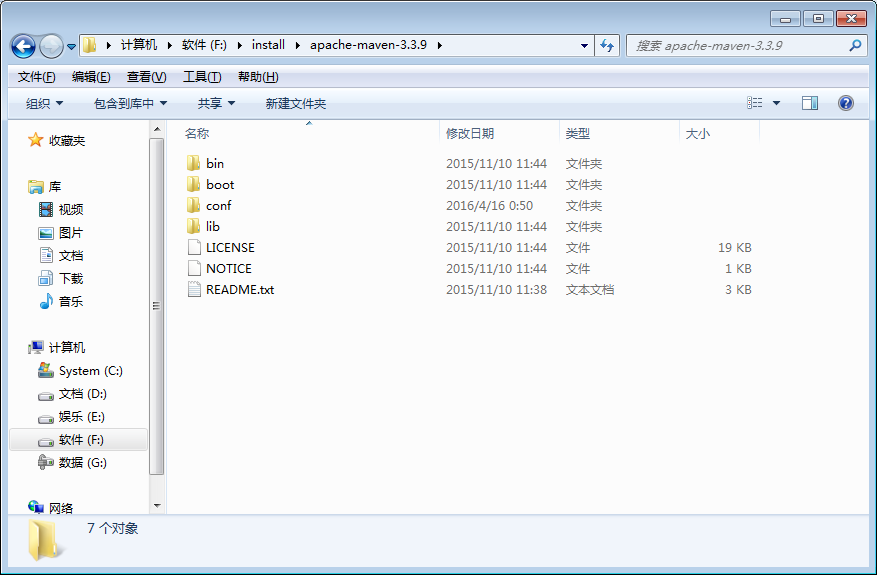 计算机 软件 (F:) install apache-maven-3.3.9 搜索 apache-maven-3.3.9
文件(F) 编辑(E) 查看(V) 工具(T) 帮助(H)
组织 包含到库中 共享 新建文件夹
收藏夹
库
视频
图片
文档
下载
音乐
计算机
System (C:)
文档 (D:)
娱乐 (E:)
软件 (F:)
数据 (G:)
网络
名称 修改日期 类型 大小
bin 2015/11/10 11:44 文件夹
boot 2015/11/10 11:44 文件夹
conf 2016/4/16 0:50 文件夹
lib 2015/11/10 11:44 文件夹
LICENSE 2015/11/10 11:44 文件 19 KB
NOTICE 2015/11/10 11:44 文件 1 KB
README.txt 2015/11/10 11:38 文本文档 3 KB
7 个对象